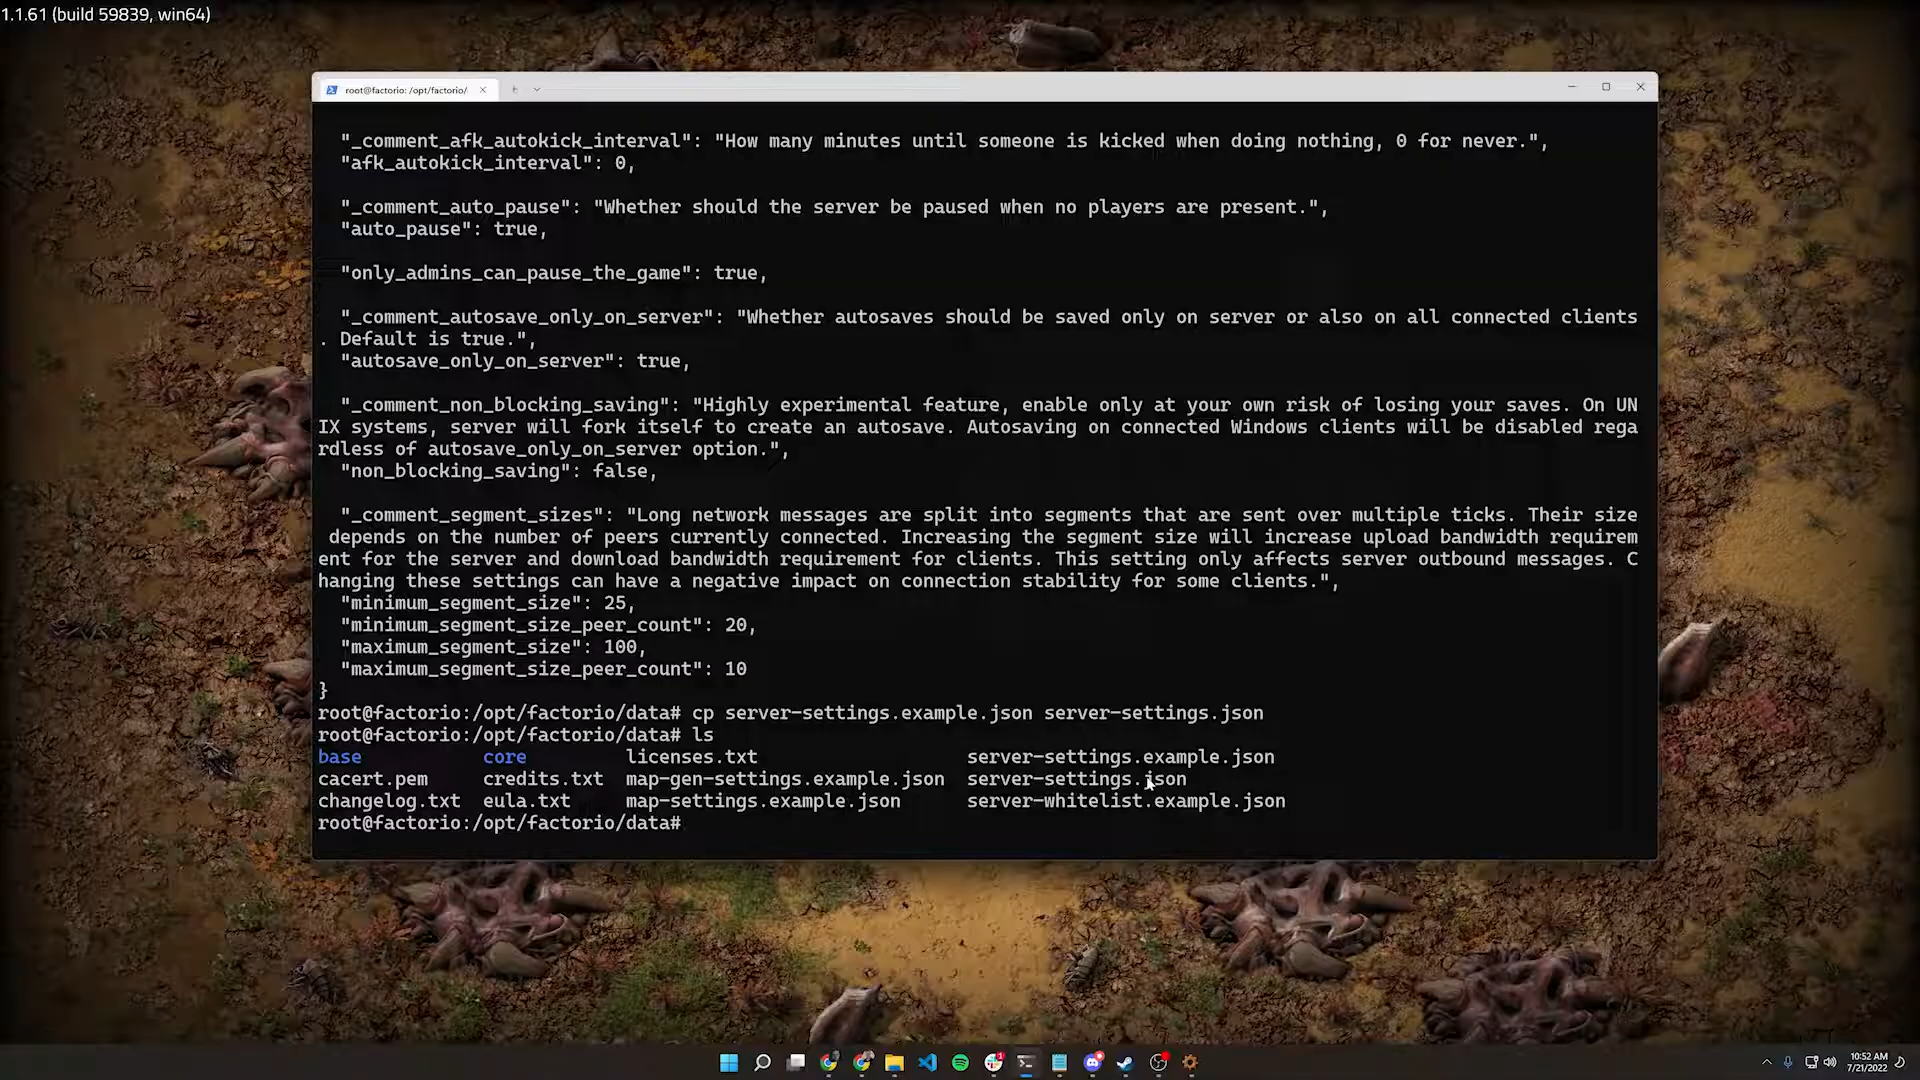 1.1.61 (build 59839, win64)
root@factorio: /opt/factorio/
"_comment_afk_autokick_interval": "How many minutes until someone is kicked when doing nothing, 0 for never.",
"afk_autokick_interval": 0,
"_comment_auto_pause": "Whether should the server be paused when no players are present.",
"auto_pause": true,
"only_admins_can_pause_the_game": true,
"_comment_autosave_only_on_server": "Whether autosaves should be saved only on server or also on all connected clients
. Default is true.",
"autosave_only_on_server": true,
"_comment_non_blocking_saving": "Highly experimental feature, enable only at your own risk of losing your saves. On UN
IX systems, server will fork itself to create an autosave. Autosaving on connected Windows clients will be disabled rega
rdless of autosave_only_on_server option.",
"non_blocking_saving": false,
"_comment_segment_sizes": "Long network messages are split into segments that are sent over multiple ticks. Their size
depends on the number of peers currently connected. Increasing the segment size will increase upload bandwidth requirem
ent for the server and download bandwidth requirement for clients. This setting only affects server outbound messages. C
hanging these settings can have a negative impact on connection stability for some clients.",
"minimum_segment_size": 25,
"minimum_segment_size_peer_count": 20,
"maximum_segment_size": 100,
"maximum_segment_size_peer_count": 10
}
root@factorio:/opt/factorio/data# cp server-settings.example.json server-settings.json
root@factorio:/opt/factorio/data# ls
base core licenses.txt server-settings.example.json
cacert.pem credits.txt map-gen-settings.example.json server-settings.json
changelog.txt eula.txt map-settings.example.json server-whitelist.example.json
root@factorio:/opt/factorio/data#
10:52 AM
7/21/2022